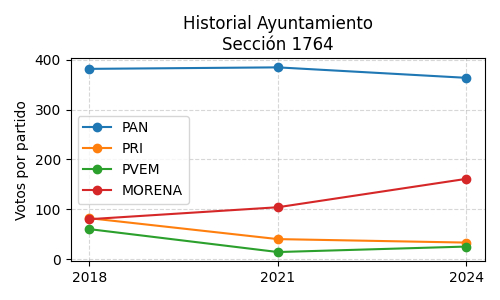 Historial Ayuntamiento
Sección 1764
Votos por partido
400
300
200
100
0
PAN
PRI
PVEM
MORENA
2018
2021
2024